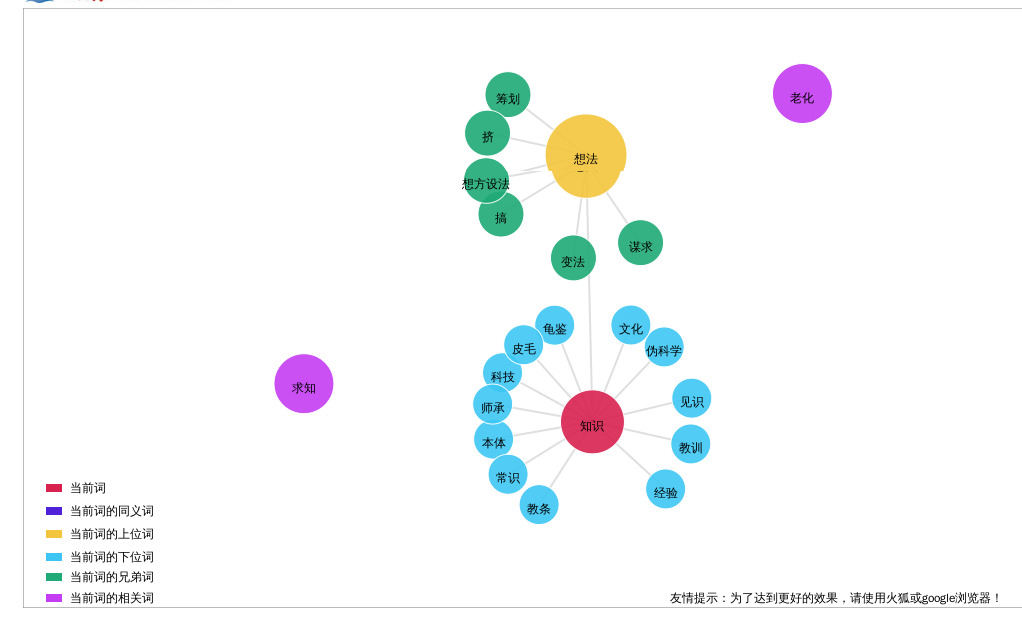 筹划
老化
挤
想法
想方设法
搞
谋求
变法
龟鉴
文化
皮毛
伪科学
科技
求知
见识
师承
知识
本体
教训
常识
经验
教条
当前词
当前词的同义词
当前词的上位词
当前词的下位词
当前词的兄弟词
当前词的相关词
友情提示：为了达到更好的效果，请使用火狐或google浏览器！